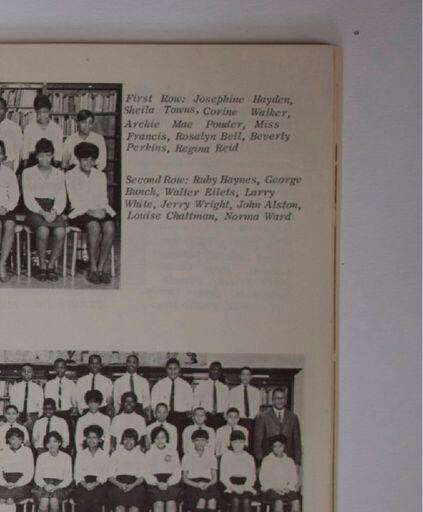 First Row: Josephine Hayden,
Sheila Towns, Corine Walker,
Archie Mae Pouder, Miss
Francis, Rosalyn Bell, Beverly
Perkins, Regina Reid
Second Row: Ruby Haynes, George
Bunch, Walter Eilets, Larry
White, Jerry Wright, John Alston,
Louise Chattman, Norma Ward